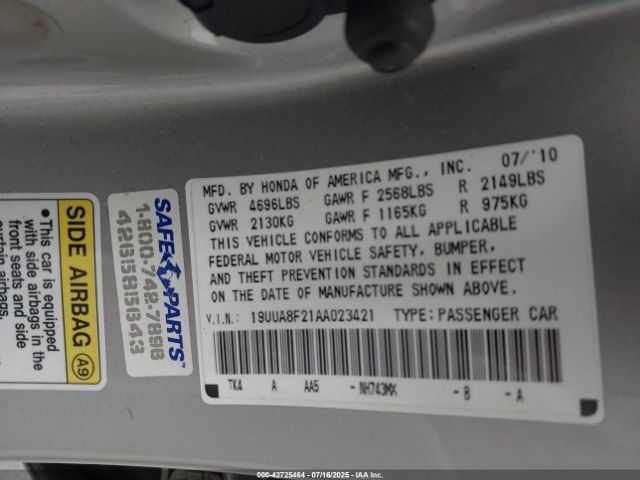 MFD. BY HONDA OF AMERICA MFG., INC. 07/'10
GVWR 4696LBS GAWR F 2568LBS R 2149LBS
GVWR 2130KG GAWR F 1165KG R 975KG
THIS VEHICLE CONFORMS TO ALL APPLICABLE
FEDERAL MOTOR VEHICLE SAFETY, BUMPER,
AND THEFT PREVENTION STANDARDS IN EFFECT
ON THE DATE OF MANUFACTURE SHOWN ABOVE.
V.I.N.: 19UUA8F21AA023421 TYPE: PASSENGER CAR
TK4 A AA5 -NH743MX -B -A
SAFE PARTS
1-800-742-7896
SIDE AIRBAG A9
•This car is equipped
with side airbags in the
front seats and side
curtain airbags.
000-42725464 | 07/16/2025 - IAA, Inc.